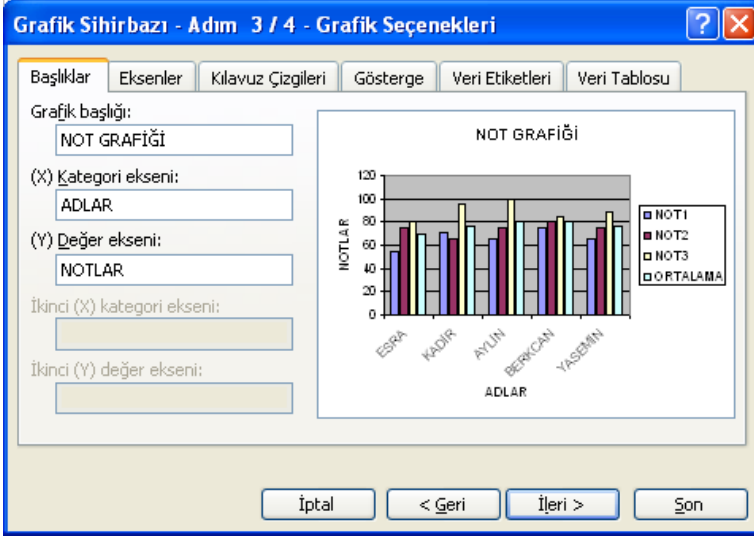 Grafik Sihirbazı - Adım 3 / 4 - Grafik Seçenekleri
Başlıklar
Eksenler
Kılavuz Çizgileri
Gösterge
Veri Etiketleri
Veri Tablosu
Grafik başlığı:
NOT GRAFİĞİ
(X) Kategori ekseni:
ADLAR
(Y) Değer ekseni:
NOTLAR
İkinci (X) kategori ekseni:
İkinci (Y) değer ekseni:
NOT GRAFİĞİ
120
100
80
60
40
20
0
NOTLAR
ESRA
KADİR
AYLİN
BERKCAN
YASEMİN
ADLAR
NOT1
NOT2
NOT3
ORTALAMA
İptal
< Geri
İleri >
Son